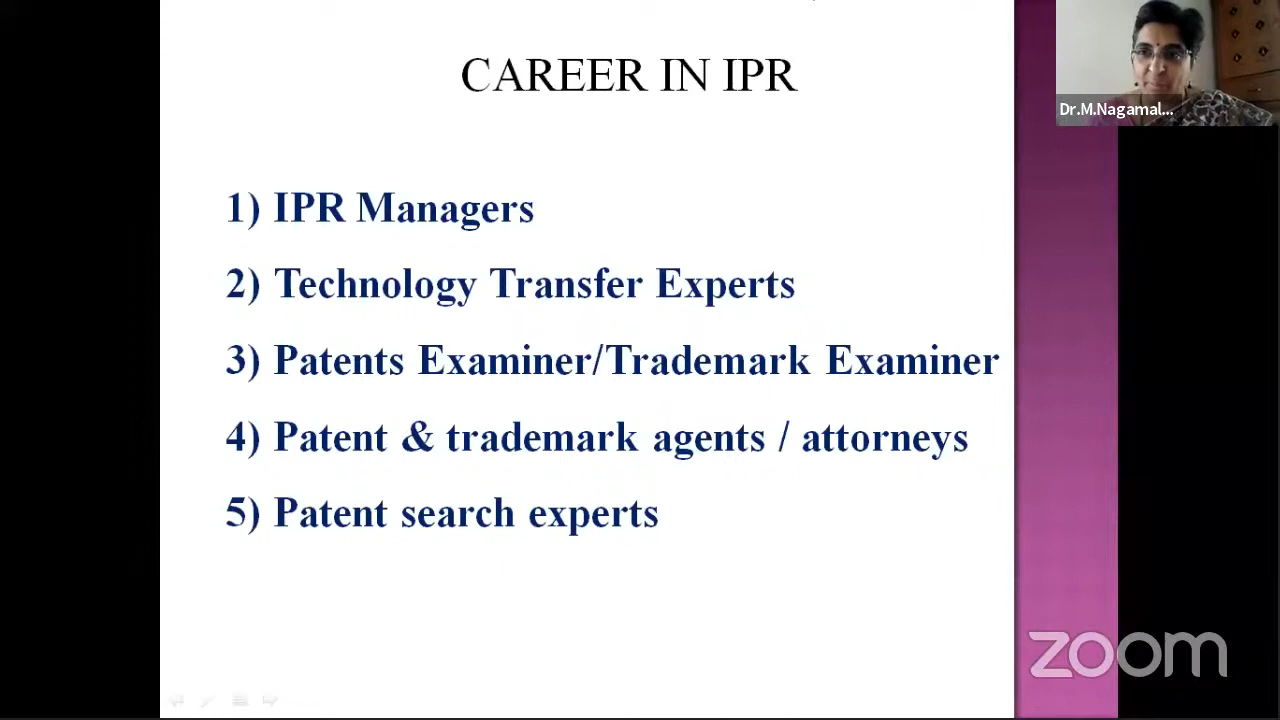 CAREER IN IPR
Dr.M.Nagamal...
1) IPR Managers
2) Technology Transfer Experts
3) Patents Examiner/Trademark Examiner
4) Patent & trademark agents / attorneys
5) Patent search experts
zoom